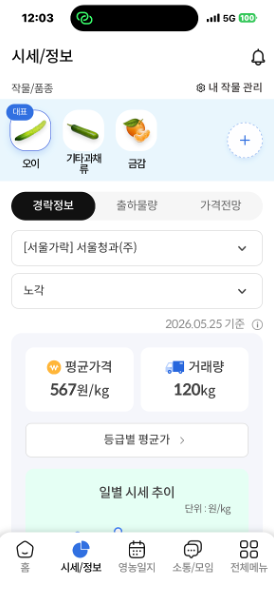 12:03
5G 100
시세/정보
작물/품종
내 작물 관리
대표
오이
기타과채
류
금감
경락정보
출하물량
가격전망
[서울가락] 서울청과(주)
노각
2026.05.25 기준
평균가격
567원/kg
거래량
120kg
등급별 평균가
일별 시세 추이
단위 : 원/kg
홈
시세/정보
영농일지
소통/모임
전체메뉴